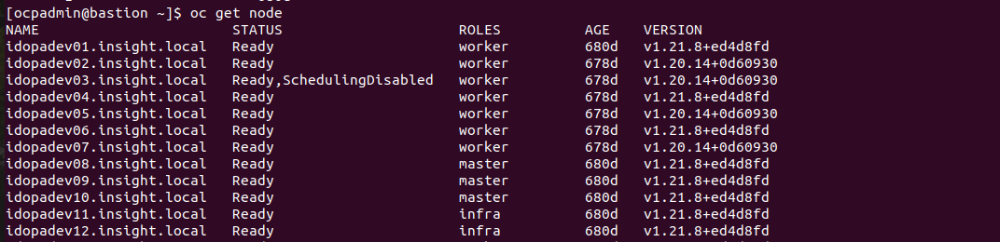 [ocpadmin@bastion ~]$ oc get node
NAME STATUS ROLES AGE VERSION
idopadev01.insight.local Ready worker 680d v1.21.8+ed4d8fd
idopadev02.insight.local Ready worker 678d v1.20.14+0d60930
idopadev03.insight.local Ready,SchedulingDisabled worker 678d v1.20.14+0d60930
idopadev04.insight.local Ready worker 678d v1.21.8+ed4d8fd
idopadev05.insight.local Ready worker 678d v1.20.14+0d60930
idopadev06.insight.local Ready worker 678d v1.21.8+ed4d8fd
idopadev07.insight.local Ready worker 678d v1.20.14+0d60930
idopadev08.insight.local Ready master 680d v1.21.8+ed4d8fd
idopadev09.insight.local Ready master 680d v1.21.8+ed4d8fd
idopadev10.insight.local Ready master 680d v1.21.8+ed4d8fd
idopadev11.insight.local Ready infra 680d v1.21.8+ed4d8fd
idopadev12.insight.local Ready infra 680d v1.21.8+ed4d8fd